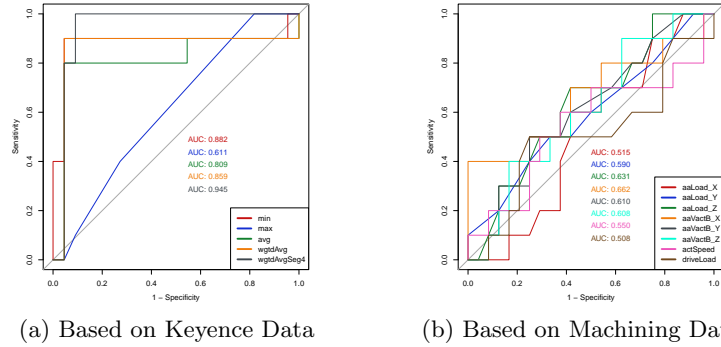 1.0
0.8
0.6
0.4
0.2
0.0
Sensitivity
AUC: 0.882
AUC: 0.611
AUC: 0.809
AUC: 0.859
AUC: 0.945
min
max
avg
wgtdAvg
wgtdAvgSeg4
0.0 0.2 0.4 0.6 0.8 1.0
1 – Specificity
(a) Based on Keyence Data
1.0
0.8
0.6
0.4
0.2
0.0
Sensitivity
AUC: 0.515
AUC: 0.590
AUC: 0.631
AUC: 0.662
AUC: 0.610
AUC: 0.608
AUC: 0.550
AUC: 0.508
aaLoad_X
aaLoad_Y
aaLoad_Z
aaVactB_X
aaVactB_Y
aaVactB_Z
actSpeed
driveLoad
0.0 0.2 0.4 0.6 0.8 1.0
1 – Specificity
(b) Based on Machining Da